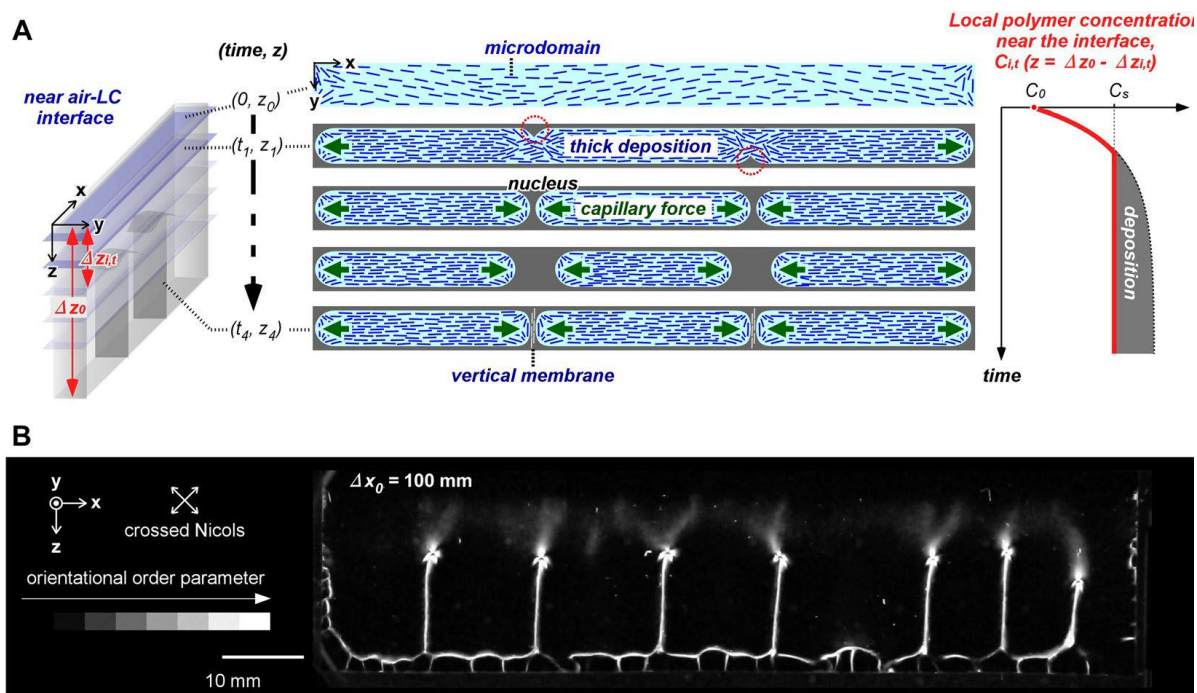 A
(time, z)
microdomain
x
y
near air-LC
interface
(0, z0)
(t1, z1)
thick deposition
nucleus
capillary force
x
y
z
Δzi,t
Δz0
(t4, z4)
vertical membrane
Local polymer concentration
near the interface,
Ci,t (z = Δz0 - Δzi,t)
C0
Cs
deposition
time
B
y
x
z
crossed Nicols
orientational order parameter
10 mm
Δx0 = 100 mm